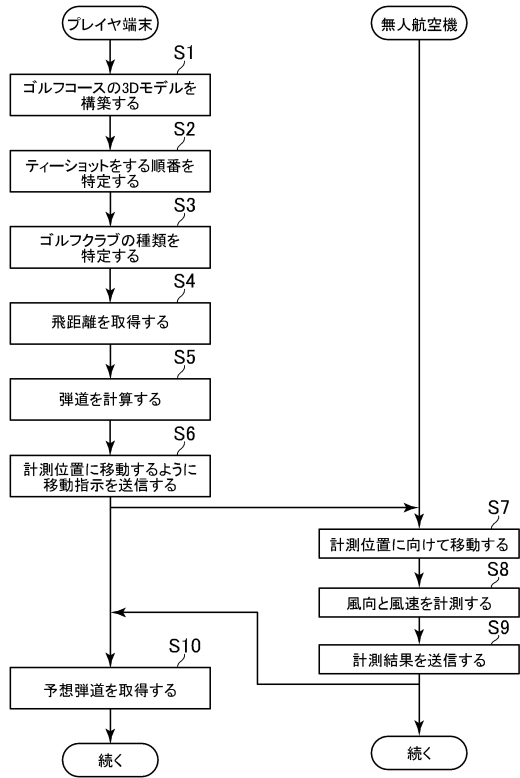 プレイヤ端末
無人航空機
S1
ゴルフコースの3Dモデルを
構築する
S2
ティーショットをする順番を
特定する
S3
ゴルフクラブの種類を
特定する
S4
飛距離を取得する
S5
弾道を計算する
S6
計測位置に移動するように
移動指示を送信する
S7
計測位置に向けて移動する
S8
風向と風速を計測する
S9
計測結果を送信する
S10
予想弾道を取得する
続く
続く